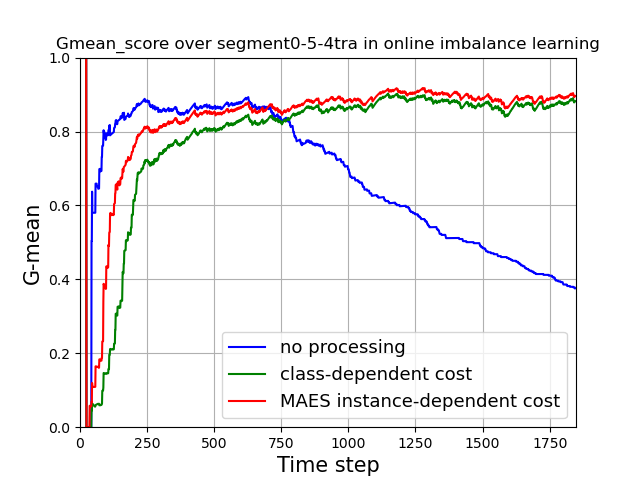 Gmean_score over segment0-5-4tra in online imbalance learning
1.0
0.8
0.6
0.4
0.2
0.0
G-mean
no processing
class-dependent cost
MAES instance-dependent cost
0 250 500 750 1000 1250 1500 1750
Time step